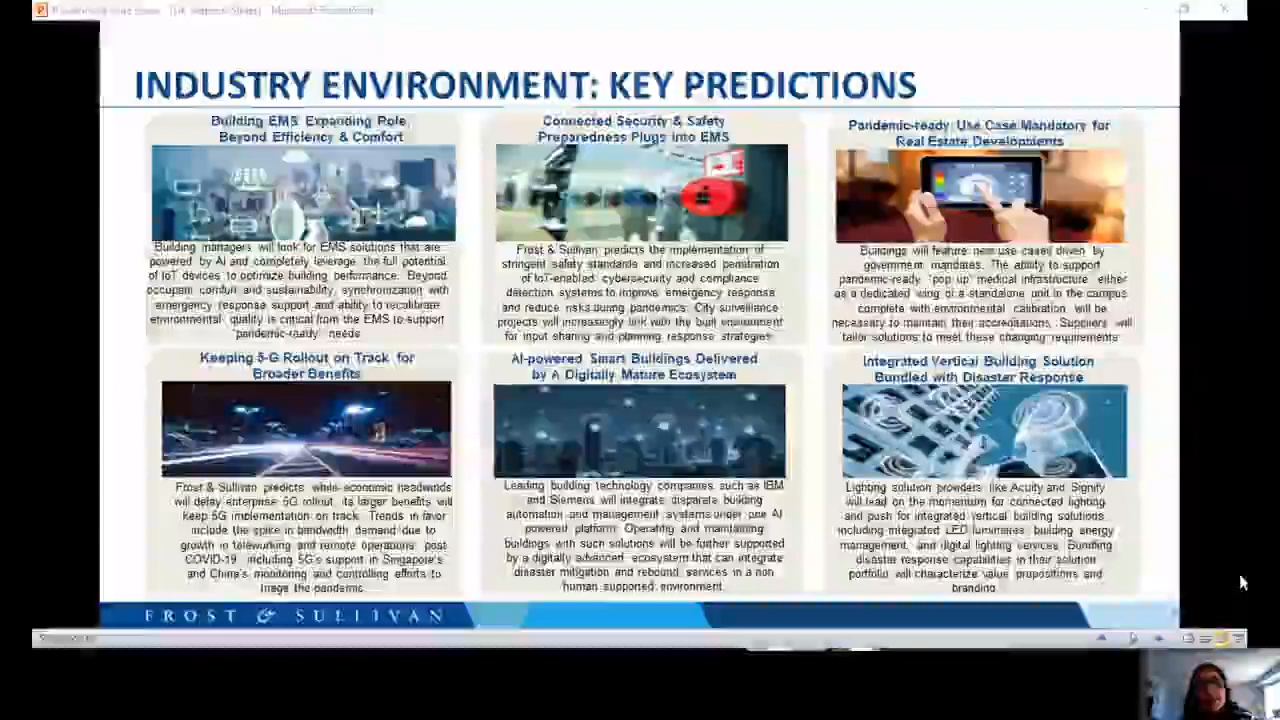 INDUSTRY ENVIRONMENT: KEY PREDICTIONS
Building EMS Expanding Role
Beyond Efficiency & Comfort
Building managers will look for EMS solutions that are
powered by AI and completely leverage the full potential
of IoT devices to optimize building performance. Beyond
occupant comfort and sustainability, synchronization with
emergency response support and ability to recalibrate
environmental quality is critical from the EMS to support
pandemic-ready needs
Connected Security & Safety
Preparedness Plugs into EMS
Frost & Sullivan predicts the implementation of
stringent safety standards and increased penetration
of IoT-enabled cybersecurity and compliance
detection systems to improve emergency response
and reduce risks during pandemics. City surveillance
projects will increasingly link with the built environment
for input sharing and planning response strategies
Pandemic-ready Use Case Mandatory for
Real Estate Developments
Buildings will feature new use cases driven by
government mandates. The ability to support
pandemic-ready "pop up" medical infrastructure either
as a dedicated wing or a standalone unit in the campus
complete with environmental calibration will be
necessary to maintain their accreditations. Suppliers will
tailor solutions to meet these changing requirements
Keeping 5-G Rollout on Track for
Broader Benefits
Frost & Sullivan predicts while economic headwinds
will delay enterprise 5G rollout, its larger benefits will
keep 5G implementation on track. Trends in favor
include the spike in bandwidth demand due to
growth in teleworking and remote operations post
COVID-19 including 5G's support in Singapore's
and China's monitoring and controlling efforts to
triage the pandemic.
AI-powered Smart Buildings Delivered
by A Digitally Mature Ecosystem
Leading building technology companies such as IBM
and Siemens will integrate disparate building
automation and management systems under one AI
powered platform. Operating and maintaining
buildings with such solutions will be further supported
by a digitally advanced ecosystem that can integrate
disaster mitigation and rebound services in a non
human supported environment.
Integrated Vertical Building Solution
Bundled with Disaster Response
Lighting solution providers like Acuity and Signify
will lead on the momentum for connected lighting
and push for integrated vertical building solutions
including integrated LED luminaires, building energy
management, and digital lighting services. Bundling
disaster response capabilities in their solution
portfolio will characterize value propositions and
branding
FROST & SULLIVAN